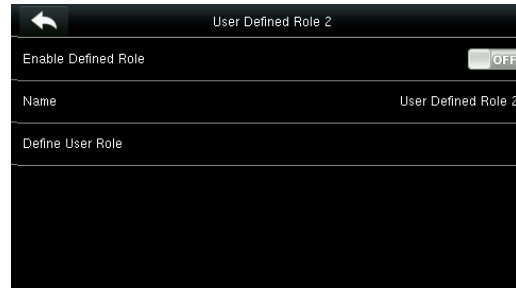 User Defined Role 2
Enable Defined Role
OFF
Name
User Defined Role 2
Define User Role